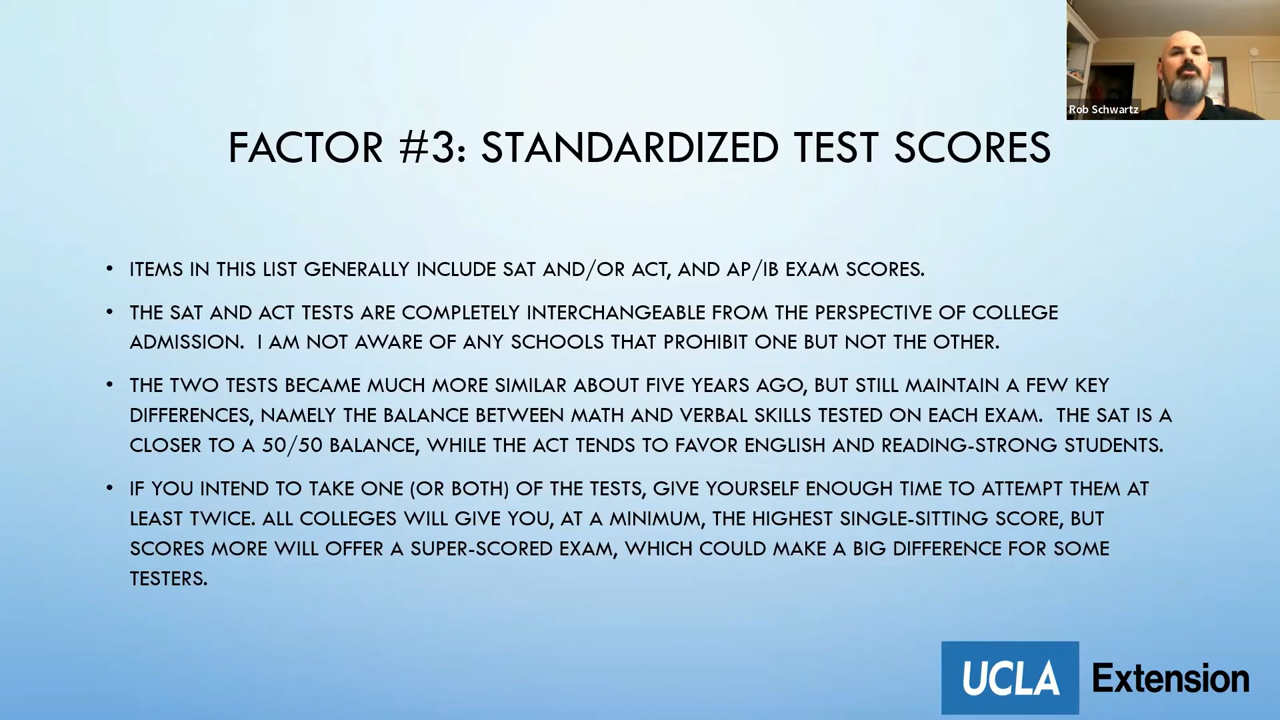 Rob Schwartz
FACTOR #3: STANDARDIZED TEST SCORES
• ITEMS IN THIS LIST GENERALLY INCLUDE SAT AND/OR ACT, AND AP/IB EXAM SCORES.
• THE SAT AND ACT TESTS ARE COMPLETELY INTERCHANGEABLE FROM THE PERSPECTIVE OF COLLEGE
ADMISSION. I AM NOT AWARE OF ANY SCHOOLS THAT PROHIBIT ONE BUT NOT THE OTHER.
• THE TWO TESTS BECAME MUCH MORE SIMILAR ABOUT FIVE YEARS AGO, BUT STILL MAINTAIN A FEW KEY
DIFFERENCES, NAMELY THE BALANCE BETWEEN MATH AND VERBAL SKILLS TESTED ON EACH EXAM. THE SAT IS A
CLOSER TO A 50/50 BALANCE, WHILE THE ACT TENDS TO FAVOR ENGLISH AND READING-STRONG STUDENTS.
• IF YOU INTEND TO TAKE ONE (OR BOTH) OF THE TESTS, GIVE YOURSELF ENOUGH TIME TO ATTEMPT THEM AT
LEAST TWICE. ALL COLLEGES WILL GIVE YOU, AT A MINIMUM, THE HIGHEST SINGLE-SITTING SCORE, BUT
SCORES MORE WILL OFFER A SUPER-SCORED EXAM, WHICH COULD MAKE A BIG DIFFERENCE FOR SOME
TESTERS.
UCLA Extension